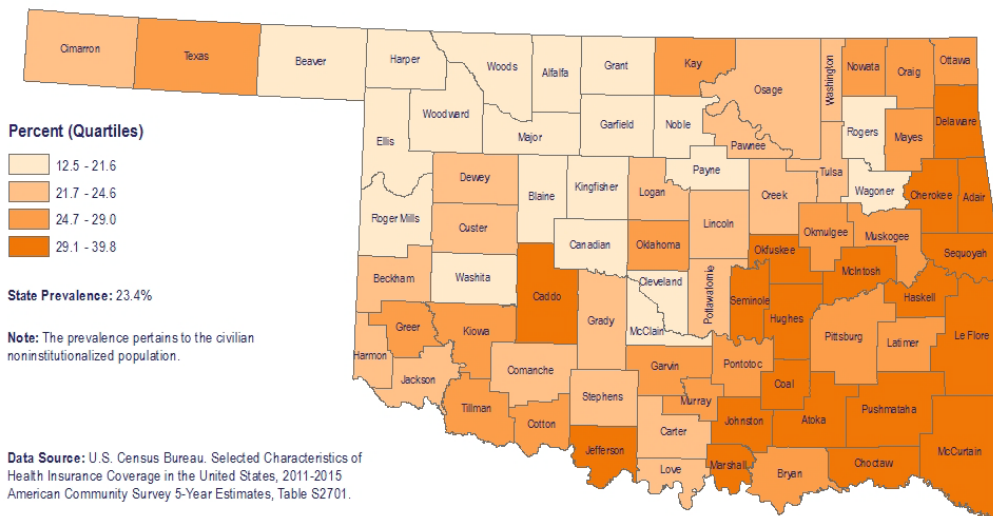 Cimarron
Texas
Beaver
Harper
Woods
Alfalfa
Grant
Kay
Osage
Washington
Nowata
Craig
Ottawa
Percent (Quartiles)
12.5 - 21.6
21.7 - 24.6
24.7 - 29.0
29.1 - 39.8
Ellis
Woodward
Major
Garfield
Noble
Pawnee
Rogers
Mayes
Delaware
Roger Mills
Dewey
Blaine
Kingfisher
Logan
Payne
Creek
Tulsa
Wagoner
Cherokee
Adair
Custer
Canadian
Oklahoma
Lincoln
Okfuskee
Okmulgee
Muskogee
Sequoyah
State Prevalence: 23.4%
Beckham
Washita
Caddo
Grady
Cleveland
McClain
Pottawatomie
Seminole
Hughes
McIntosh
Haskell
Le Flore
Note: The prevalence pertains to the civilian
noninstitutionalized population.
Harmon
Greer
Kiowa
Jackson
Comanche
Stephens
Garvin
Murray
Pontotoc
Coal
Pittsburg
Latimer
Tillman
Cotton
Jefferson
Carter
Love
Johnston
Marshall
Atoka
Bryan
Pushmataha
Choctaw
McCurtain
Data Source: U.S. Census Bureau. Selected Characteristics of
Health Insurance Coverage in the United States, 2011-2015
American Community Survey 5-Year Estimates, Table S2701.